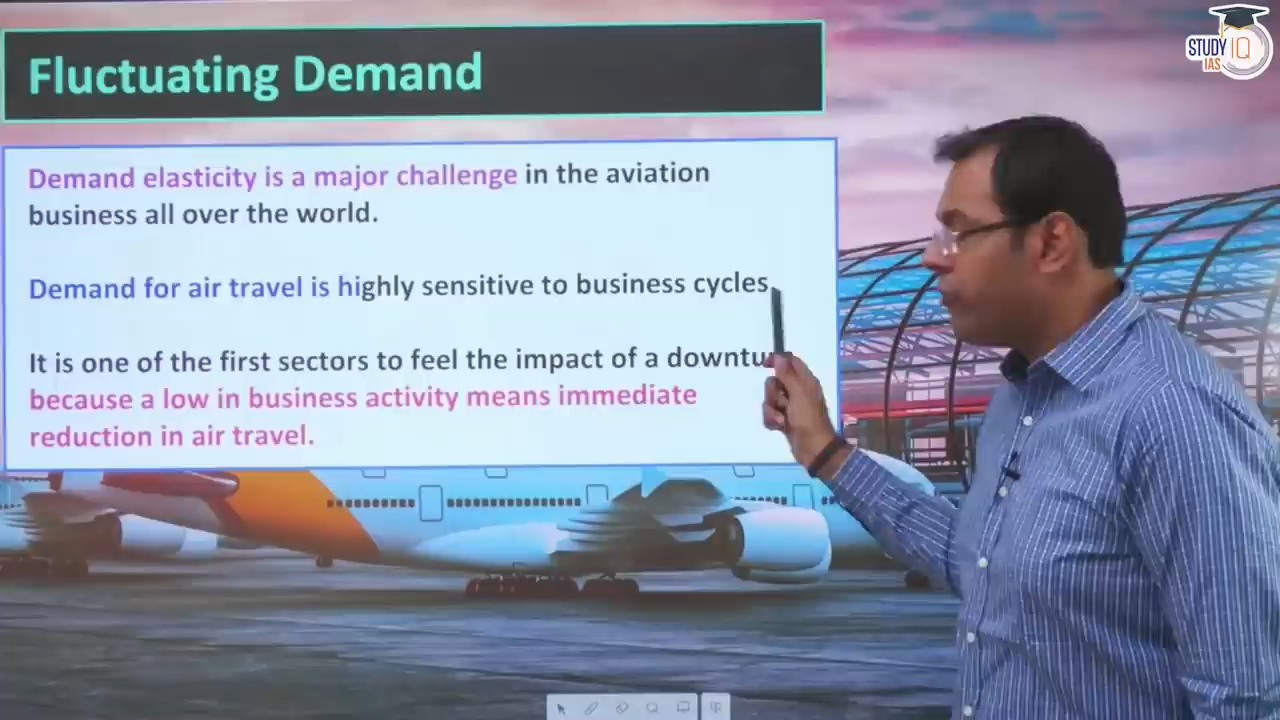 Fluctuating Demand
STUDY IQ
IAS
Demand elasticity is a major challenge in the aviation
business all over the world.
Demand for air travel is highly sensitive to business cycles
It is one of the first sectors to feel the impact of a
because a low in business activity means immediate
reduction in air travel.